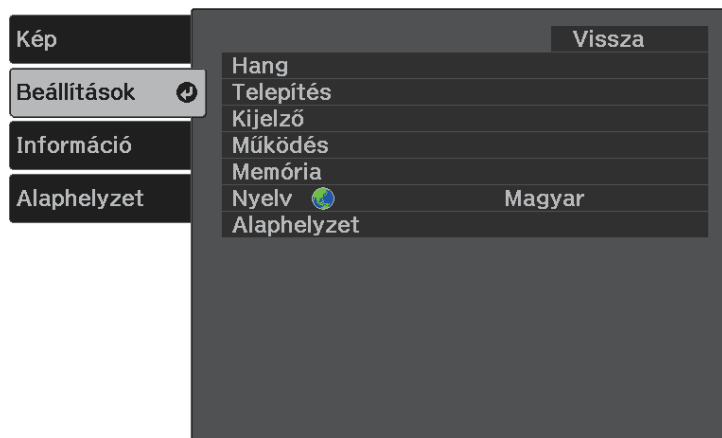 Kép
Beállítások
Információ
Alaphelyzet
Vissza
Hang
Telepítés
Kijelző
Működés
Memória
Nyelv Magyar
Alaphelyzet